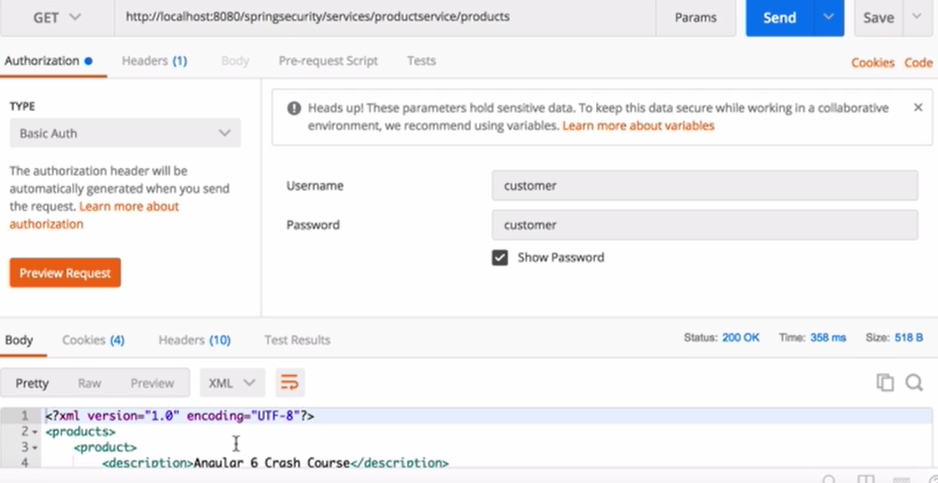 GET http://localhost:8080/springsecurity/services/productservice/products Params Send Save
Authorization Headers (1) Body Pre-request Script Tests Cookies Code
TYPE
Basic Auth
The authorization header will be
automatically generated when you send
the request. Learn more about
authorization
Preview Request
Heads up! These parameters hold sensitive data. To keep this data secure while working in a collaborative
environment, we recommend using variables. Learn more about variables
Username customer
Password customer
Show Password
Body Cookies (4) Headers (10) Test Results Status: 200 OK Time: 358 ms Size: 518 B
Pretty Raw Preview XML
1 <?xml version="1.0" encoding="UTF-8"?>
2 <products>
3 <product>
4 <description>Angular 6 Crash Course</description>